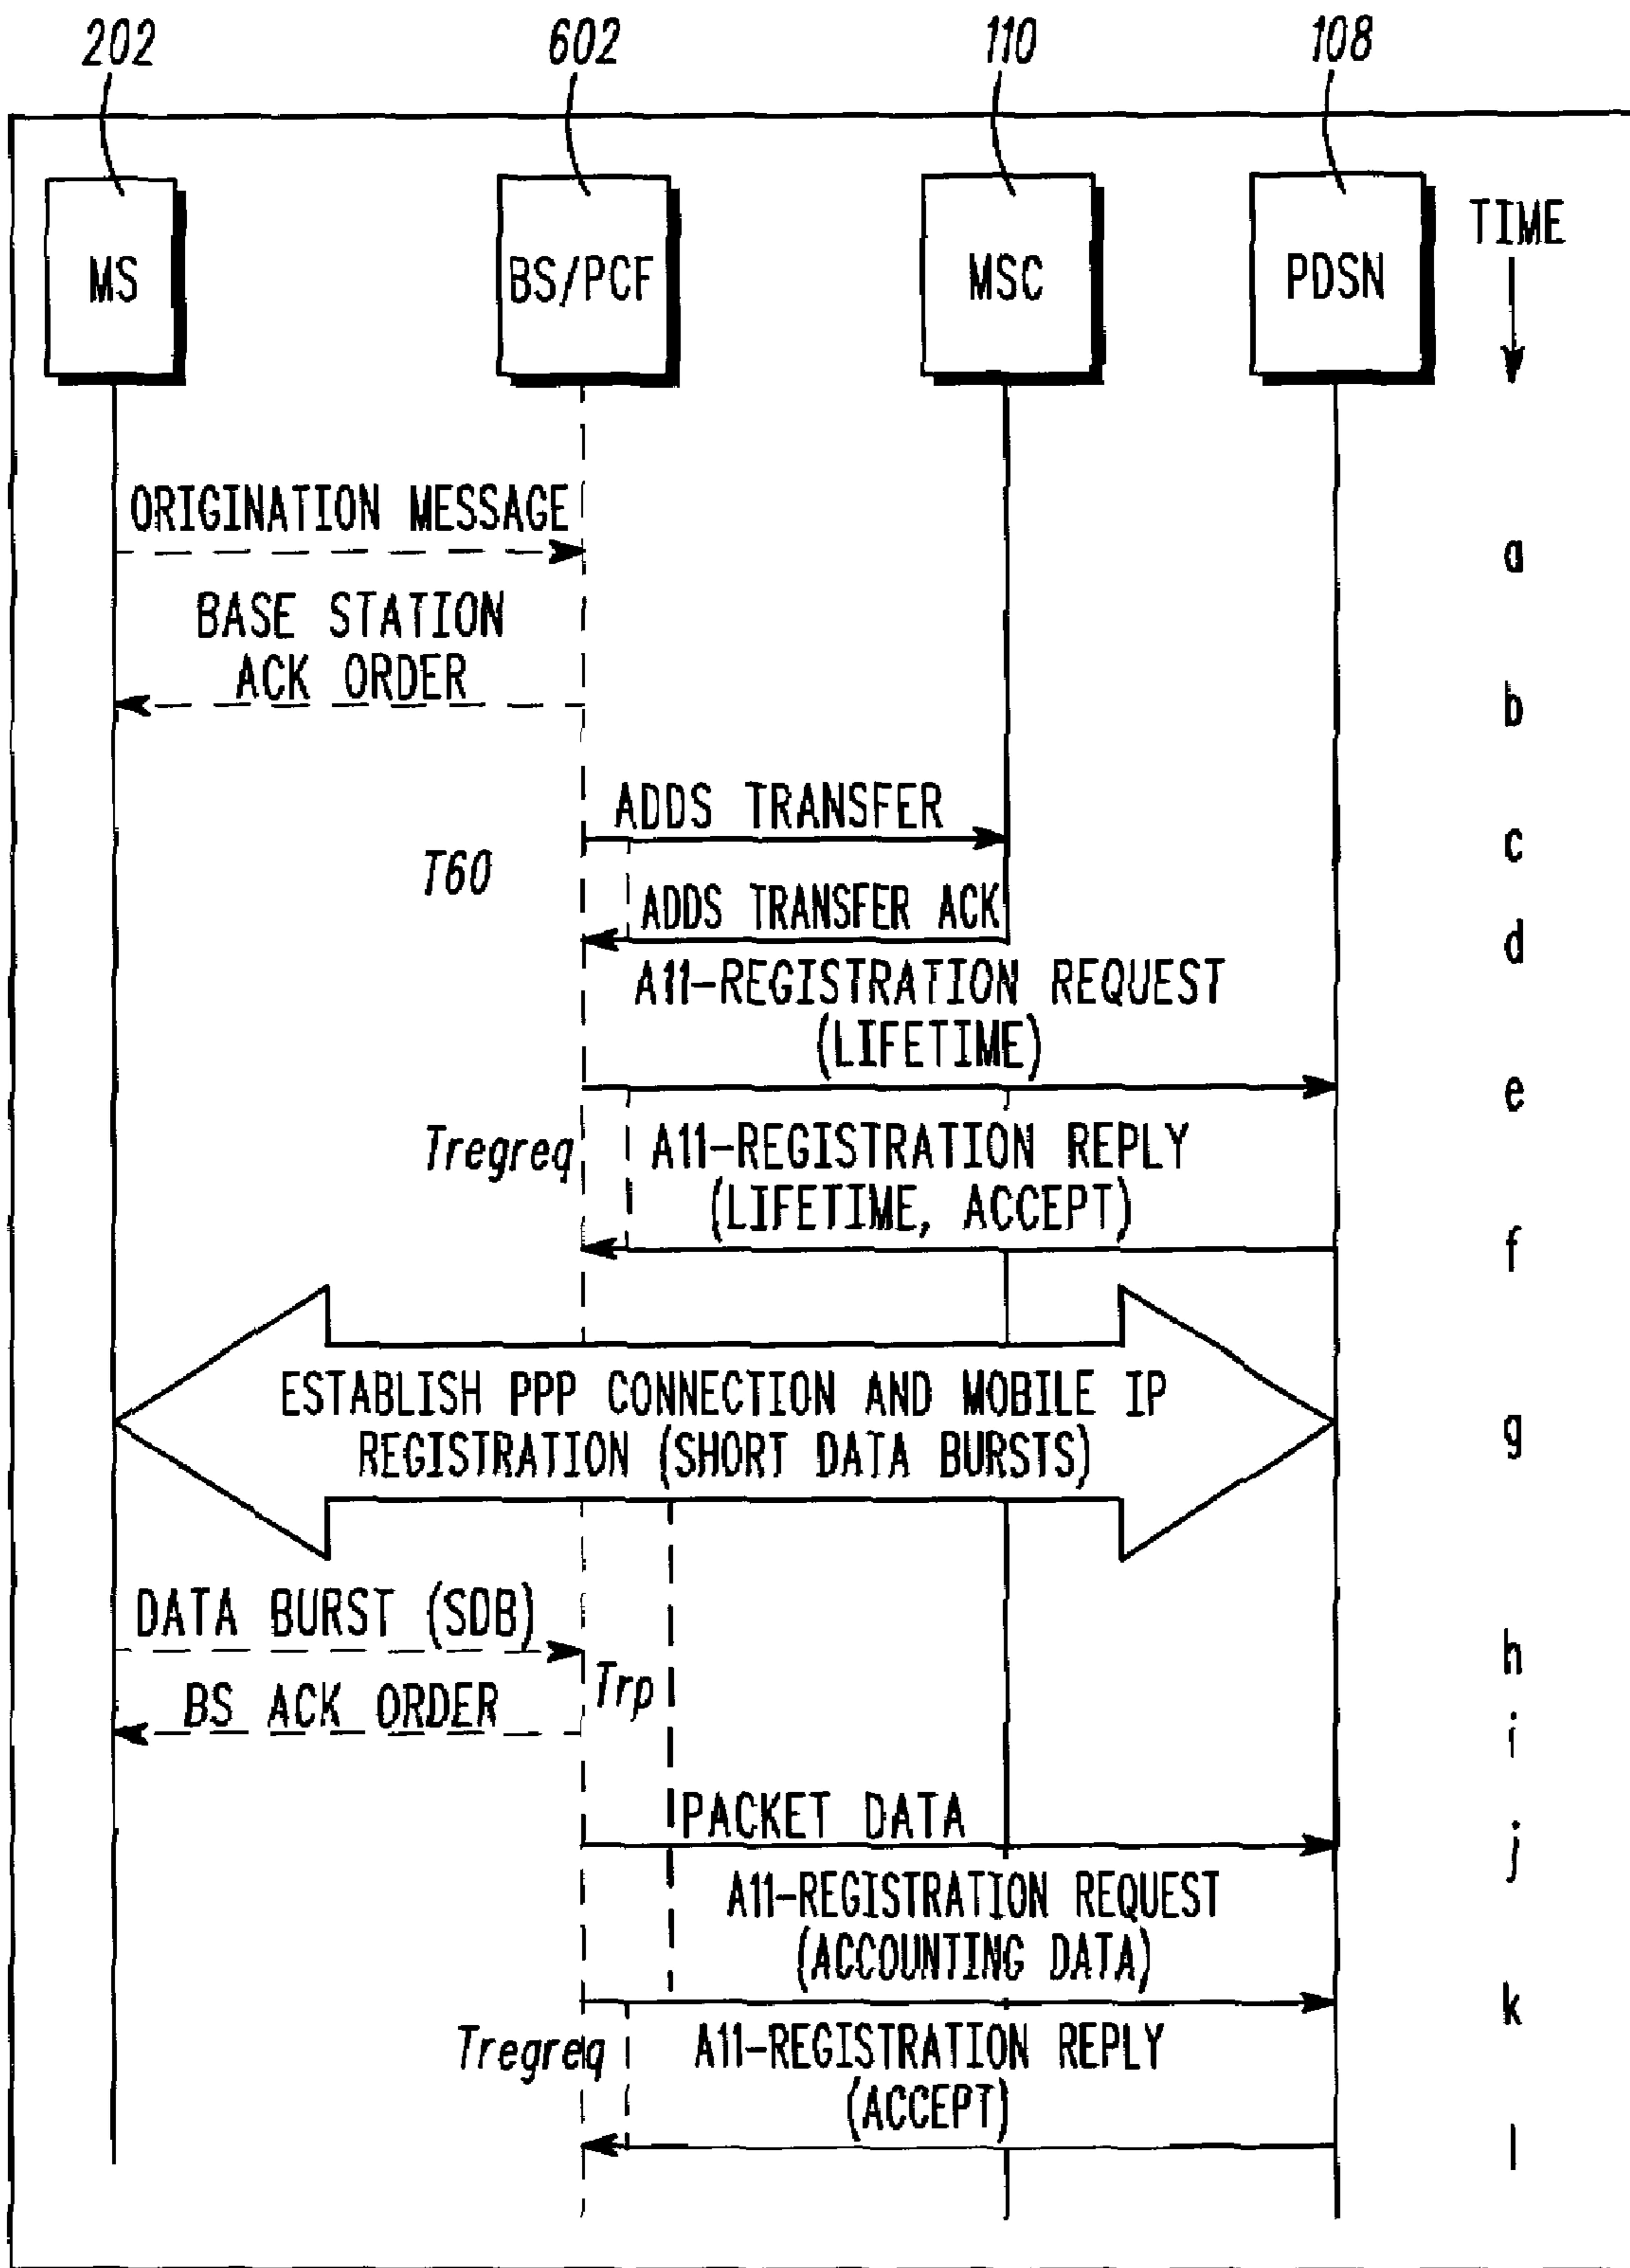 202 602 110 108
MS BS/PCF MSC PDSN TIME
ORIGINATION MESSAGE
a
BASE STATION
ACK ORDER
b
ADDS TRANSFER
c
T60
ADDS TRANSFER ACK
d
A11-REGISTRATION REQUEST
(LIFETIME)
e
Tregreq
A11-REGISTRATION REPLY
(LIFETIME, ACCEPT)
f
ESTABLISH PPP CONNECTION AND MOBILE IP
REGISTRATION (SHORT DATA BURSTS)
g
DATA BURST (SDB)
h
Trp
BS ACK ORDER
i
PACKET DATA
j
A11-REGISTRATION REQUEST
(ACCOUNTING DATA)
k
Tregreq
A11-REGISTRATION REPLY
(ACCEPT)
l